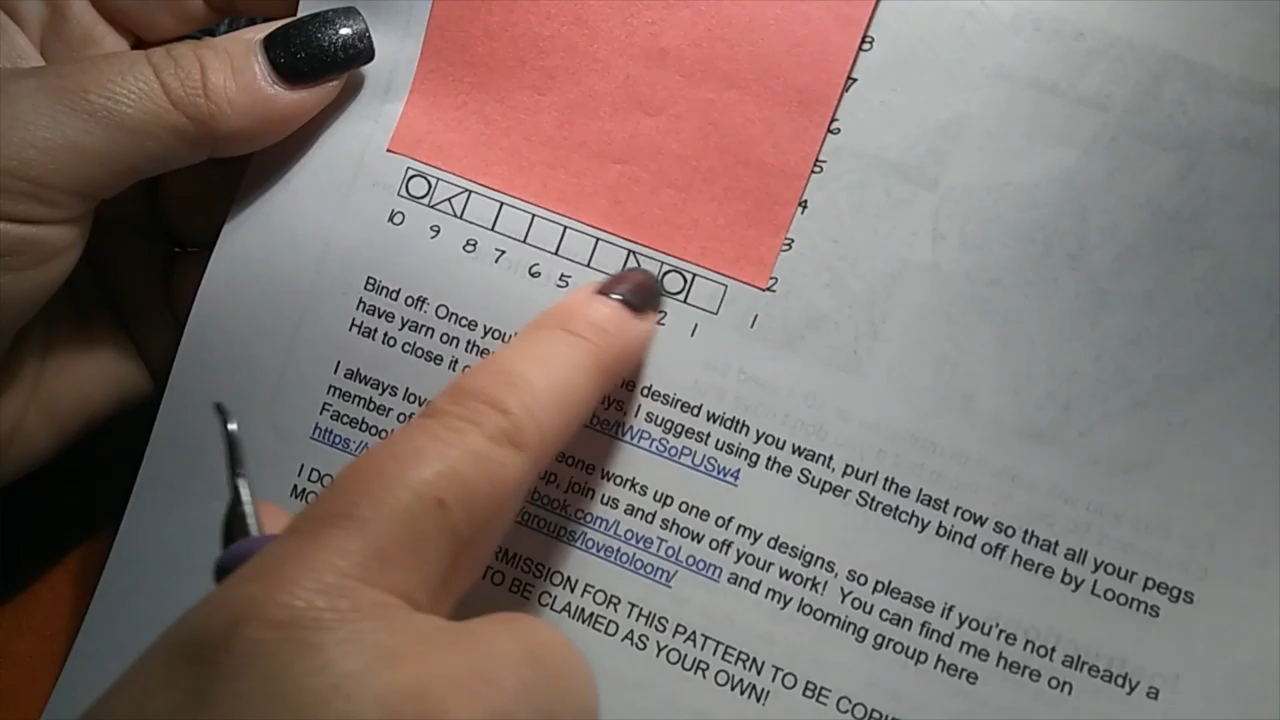 8
7
6
5
4
3
2
1
10 9 8 7 6 5 2 1
Bind off: Once you' desired width you want, purl the last row so that all your pegs
have yarn on the I suggest using the Super Stretchy bind off here by Looms
Hat to close it be/tWPrSoPUSw4
I always lov eone works up one of my designs, so please if you're not already a
member of up, join us and show off your work! You can find me here on
Facebook book.com/LoveToLoom and my looming group here
https:// /groups/lovetoloom/
I DO RMISSION FOR THIS PATTERN TO BE COPI
MO TO BE CLAIMED AS YOUR OWN!